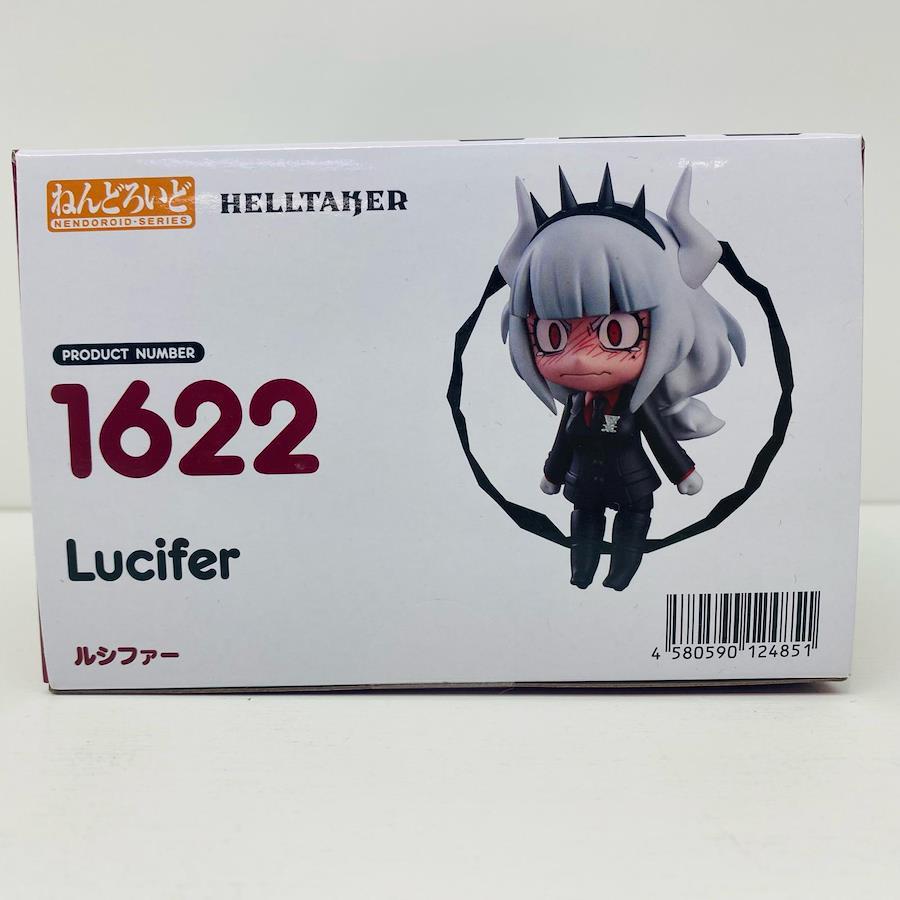 ねんどろいど
NENDOROID-SERIES
HELLTAKER
PRODUCT NUMBER
1622
Lucifer
ルシファー
4 580590 124851